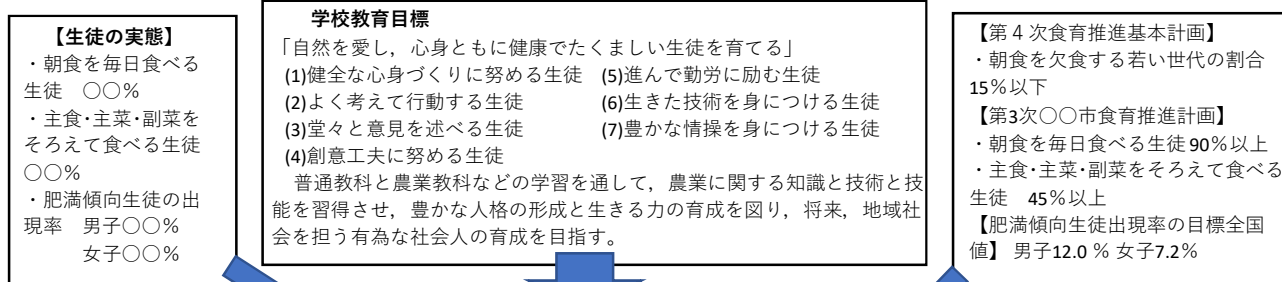 【生徒の実態】
・朝食を毎日食べる
生徒　○○%
・主食・主菜・副菜を
そろえて食べる生徒
○○%
・肥満傾向生徒の出
現率　男子○○%
女子○○%
学校教育目標
「自然を愛し，心身ともに健康でたくましい生徒を育てる」
(1)健全な心身づくりに努める生徒　(5)進んで勤労に励む生徒
(2)よく考えて行動する生徒　(6)生きた技術を身につける生徒
(3)堂々と意見を述べる生徒　(7)豊かな情操を身につける生徒
(4)創意工夫に努める生徒
普通教科と農業教科などの学習を通して，農業に関する知識と技術と技
能を習得させ，豊かな人格の形成と生きる力の育成を図り，将来，地域社
会を担う有為な社会人の育成を目指す。
【第４次食育推進基本計画】
・朝食を欠食する若い世代の割合
15%以下
【第3次○○市食育推進計画】
・朝食を毎日食べる生徒 90%以上
・主食・主菜・副菜をそろえて食べる
生徒　45%以上
【肥満傾向生徒出現率の目標全国
値】 男子12.0 % 女子7.2%